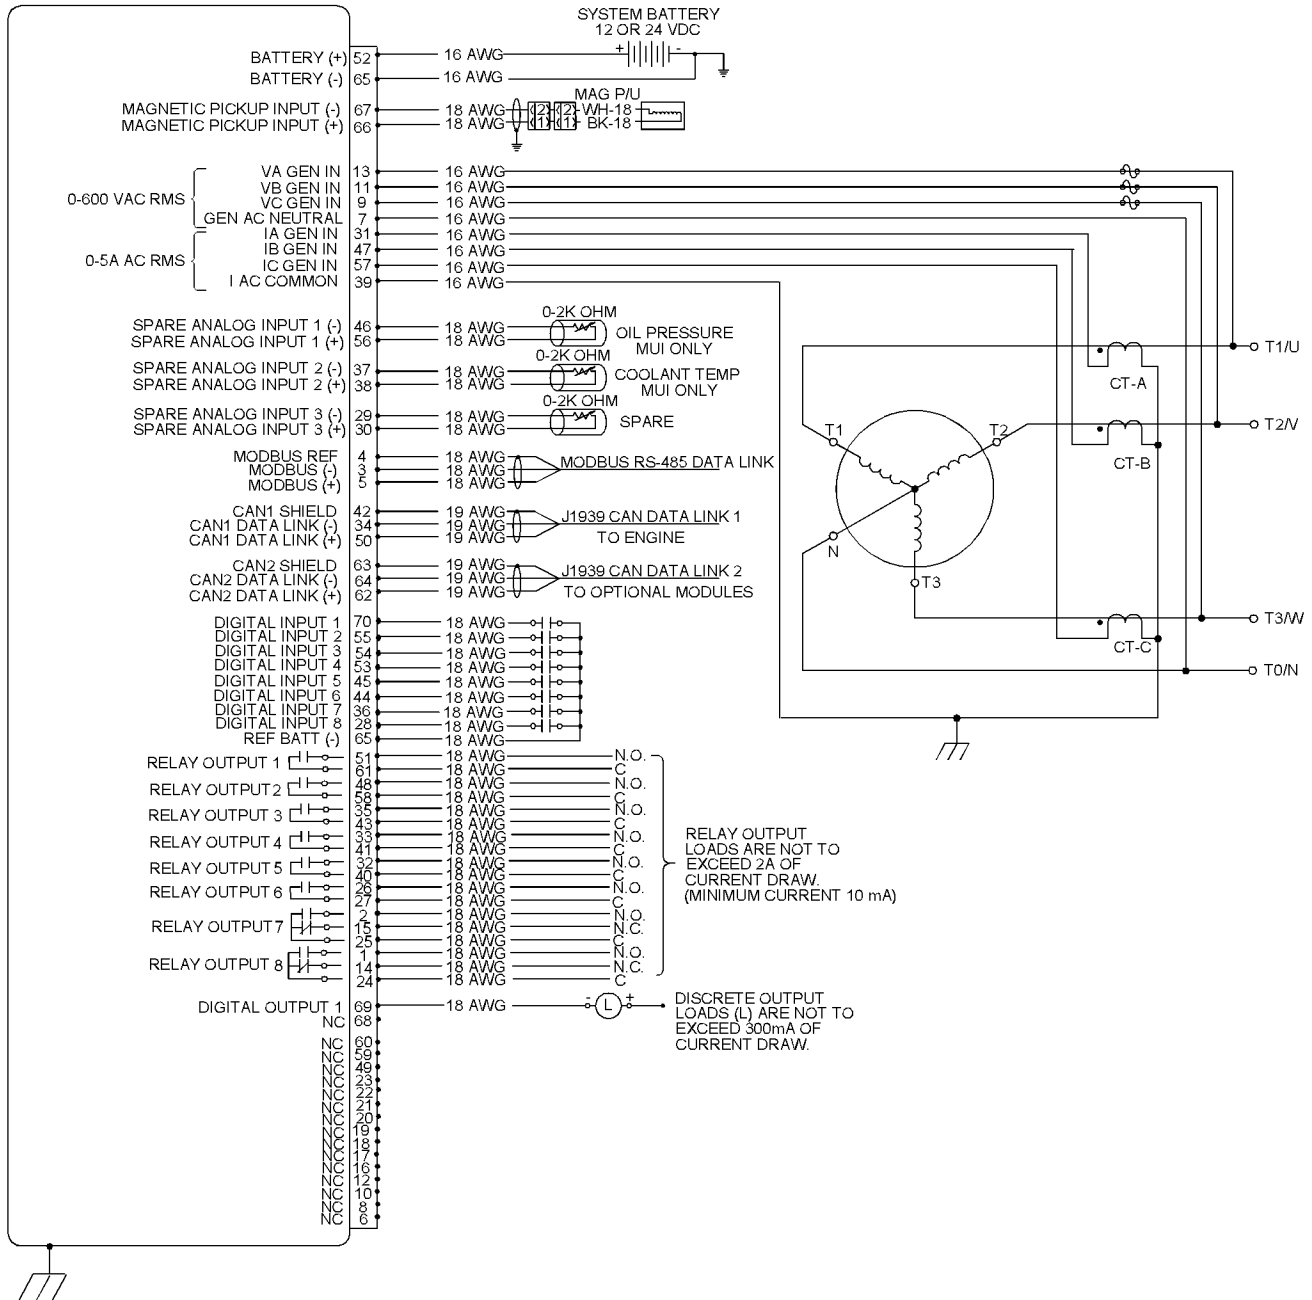 SYSTEM BATTERY
12 OR 24 VDC
+ -
BATTERY (+) 52 16 AWG
BATTERY (-) 65 16 AWG
MAG P/U
MAGNETIC PICKUP INPUT (-) 67 18 AWG 2 2 WH-18
MAGNETIC PICKUP INPUT (+) 66 18 AWG 1 1 BK-18
0-600 VAC RMS
VA GEN IN 13 16 AWG
VB GEN IN 11 16 AWG
VC GEN IN 9 16 AWG
GEN AC NEUTRAL 7 16 AWG
0-5A AC RMS
IA GEN IN 31 16 AWG
IB GEN IN 47 16 AWG
IC GEN IN 57 16 AWG
I AC COMMON 39 16 AWG
0-2K OHM
SPARE ANALOG INPUT 1 (-) 46 18 AWG
SPARE ANALOG INPUT 1 (+) 56 18 AWG
OIL PRESSURE
MUI ONLY
0-2K OHM
SPARE ANALOG INPUT 2 (-) 37 18 AWG
SPARE ANALOG INPUT 2 (+) 38 18 AWG
COOLANT TEMP
MUI ONLY
0-2K OHM
SPARE ANALOG INPUT 3 (-) 29 18 AWG
SPARE ANALOG INPUT 3 (+) 30 18 AWG
SPARE
MODBUS REF 4 18 AWG
MODBUS (-) 3 18 AWG
MODBUS (+) 5 18 AWG
MODBUS RS-485 DATA LINK
CAN1 SHIELD 42 19 AWG
CAN1 DATA LINK (-) 34 19 AWG
CAN1 DATA LINK (+) 50 19 AWG
J1939 CAN DATA LINK 1
TO ENGINE
CAN2 SHIELD 63 19 AWG
CAN2 DATA LINK (-) 64 19 AWG
CAN2 DATA LINK (+) 62 19 AWG
J1939 CAN DATA LINK 2
TO OPTIONAL MODULES
DIGITAL INPUT 1 70 18 AWG
DIGITAL INPUT 2 55 18 AWG
DIGITAL INPUT 3 54 18 AWG
DIGITAL INPUT 4 53 18 AWG
DIGITAL INPUT 5 45 18 AWG
DIGITAL INPUT 6 44 18 AWG
DIGITAL INPUT 7 36 18 AWG
DIGITAL INPUT 8 28 18 AWG
REF BATT (-) 65 18 AWG
RELAY OUTPUT 1
51 18 AWG N.O.
61 18 AWG C
RELAY OUTPUT 2
48 18 AWG N.O.
58 18 AWG C
RELAY OUTPUT 3
35 18 AWG N.O.
43 18 AWG C
RELAY OUTPUT 4
33 18 AWG N.O.
41 18 AWG C
RELAY OUTPUT 5
32 18 AWG N.O.
40 18 AWG C
RELAY OUTPUT 6
26 18 AWG N.O.
27 18 AWG C
RELAY OUTPUT 7
2 18 AWG N.O.
15 18 AWG N.C.
25 18 AWG C
RELAY OUTPUT 8
1 18 AWG N.O.
14 18 AWG N.C.
24 18 AWG C
RELAY OUTPUT
LOADS ARE NOT TO
EXCEED 2A OF
CURRENT DRAW.
(MINIMUM CURRENT 10 mA)
DIGITAL OUTPUT 1 69 18 AWG - L +
DISCRETE OUTPUT
LOADS (L) ARE NOT TO
EXCEED 300mA OF
CURRENT DRAW.
NC 68
NC 60
NC 59
NC 49
NC 23
NC 22
NC 21
NC 20
NC 19
NC 18
NC 17
NC 16
NC 12
NC 10
NC 8
NC 6
T1/U
CT-A
T2/V
CT-B
T1
T2
N
T3
T3/W
CT-C
T0/N